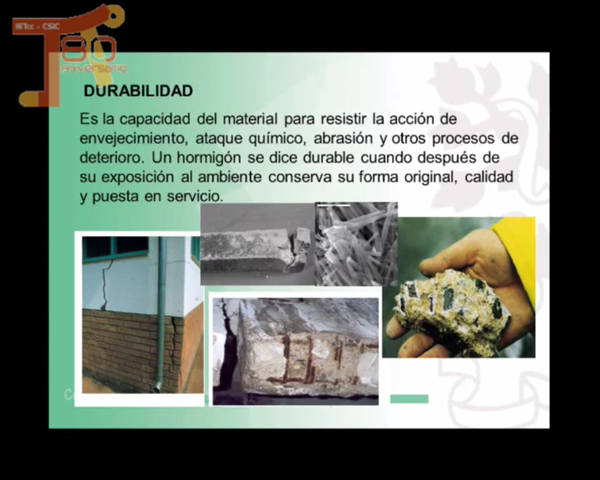 IETcc - CSIC
80
aniversario
DURABILIDAD
Es la capacidad del material para resistir la acción de
envejecimiento, ataque químico, abrasión y otros procesos de
deterioro. Un hormigón se dice durable cuando después de
su exposición al ambiente conserva su forma original, calidad
y puesta en servicio.